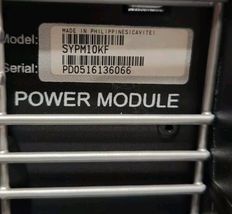 MADE IN PHILIPPINES(CAVITE)
Model:
SYPM10KF
Serial:
PD0516136066
POWER MODULE